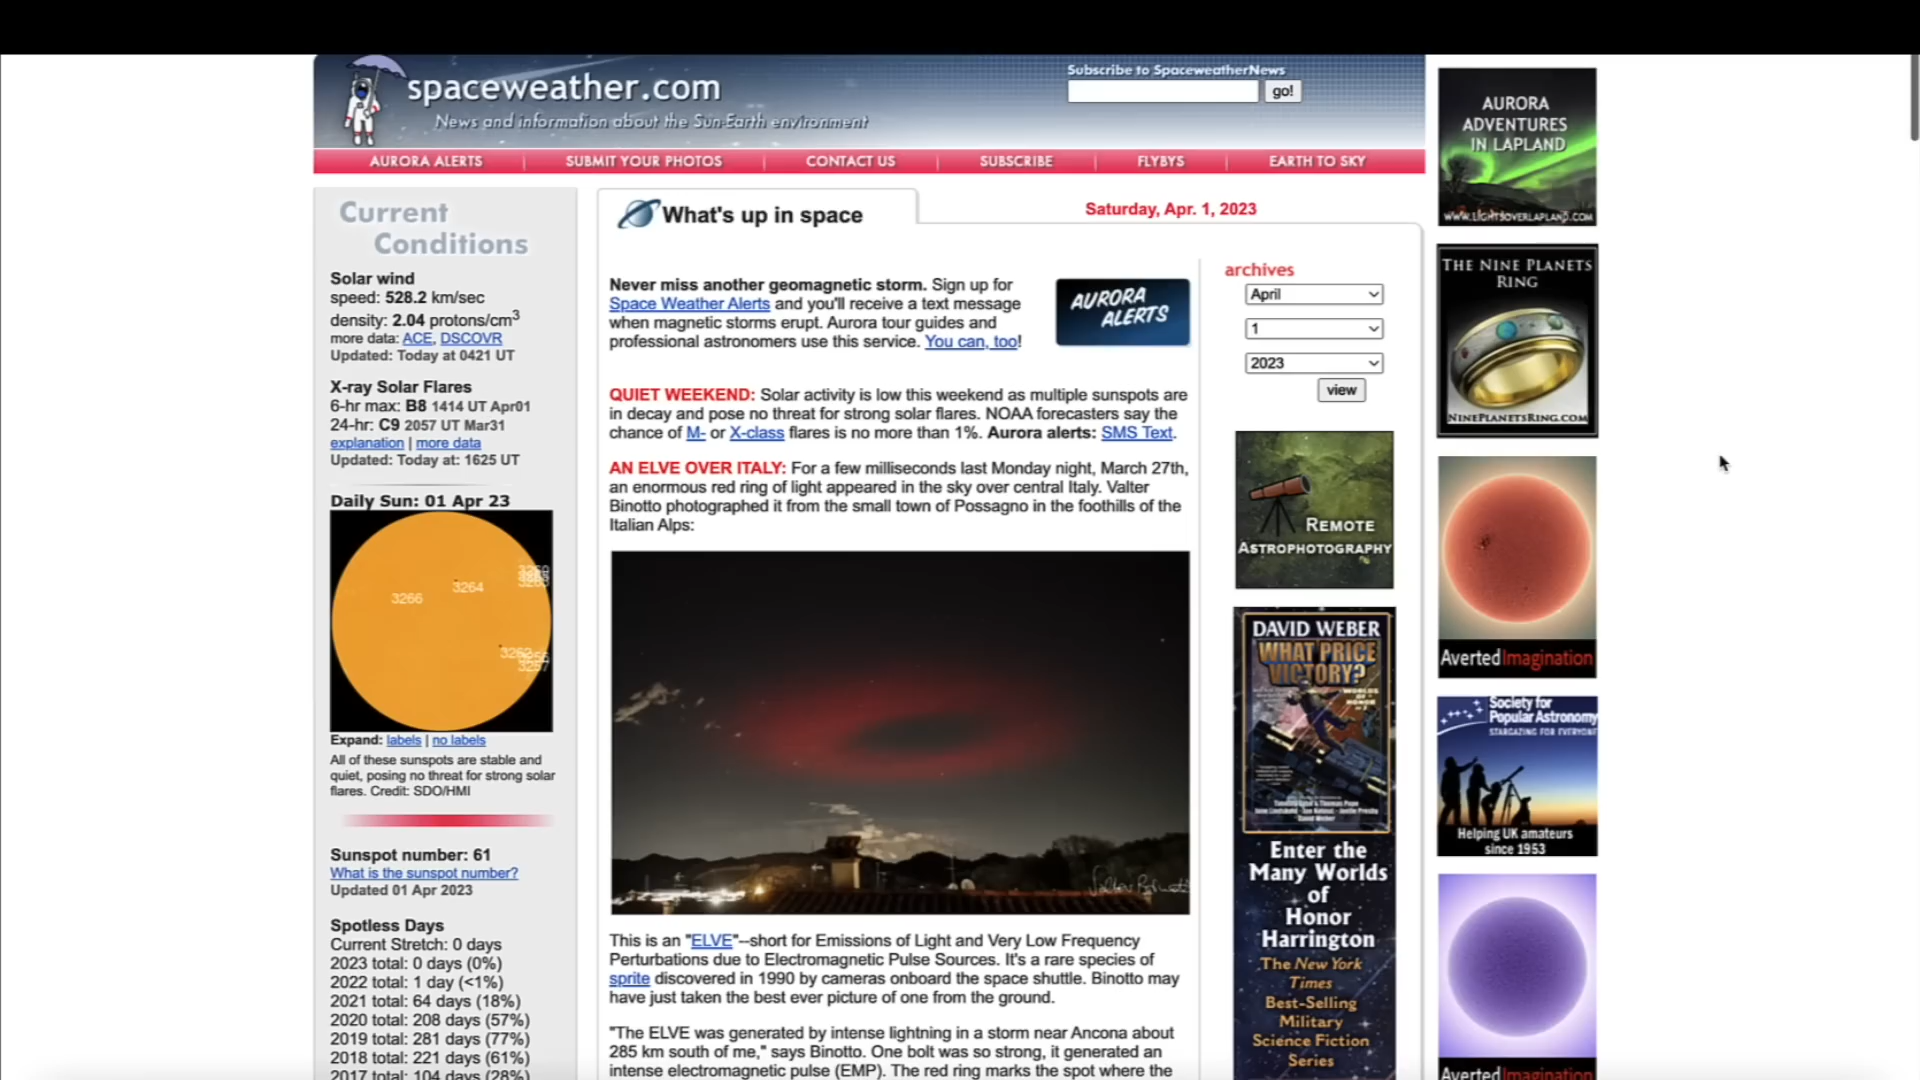 spaceweather.com
News and information about the Sun-Earth environment
Subscribe to SpaceweatherNews
go!
AURORA ALERTS | SUBMIT YOUR PHOTOS | CONTACT US | SUBSCRIBE | FLYBYS | EARTH TO SKY
Current
Conditions
Solar wind
speed: 528.2 km/sec
density: 2.04 protons/cm3
more data: ACE, DSCOVR
Updated: Today at 0421 UT
X-ray Solar Flares
6-hr max: B8 1414 UT Apr01
24-hr: C9 2057 UT Mar31
explanation | more data
Updated: Today at: 1625 UT
Daily Sun: 01 Apr 23
3266
3264
3262
Expand: labels | no labels
All of these sunspots are stable and
quiet, posing no threat for strong solar
flares. Credit: SDO/HMI
Sunspot number: 61
What is the sunspot number?
Updated 01 Apr 2023
Spotless Days
Current Stretch: 0 days
2023 total: 0 days (0%)
2022 total: 1 day (<1%)
2021 total: 64 days (18%)
2020 total: 208 days (57%)
2019 total: 281 days (77%)
2018 total: 221 days (61%)
2017 total: 104 days (28%)
What's up in space
Saturday, Apr. 1, 2023
Never miss another geomagnetic storm. Sign up for
Space Weather Alerts and you'll receive a text message
when magnetic storms erupt. Aurora tour guides and
professional astronomers use this service. You can, too!
AURORA
ALERTS
QUIET WEEKEND: Solar activity is low this weekend as multiple sunspots are
in decay and pose no threat for strong solar flares. NOAA forecasters say the
chance of M- or X-class flares is no more than 1%. Aurora alerts: SMS Text.
AN ELVE OVER ITALY: For a few milliseconds last Monday night, March 27th,
an enormous red ring of light appeared in the sky over central Italy. Valter
Binotto photographed it from the small town of Possagno in the foothills of the
Italian Alps:
This is an "ELVE"--short for Emissions of Light and Very Low Frequency
Perturbations due to Electromagnetic Pulse Sources. It's a rare species of
sprite discovered in 1990 by cameras onboard the space shuttle. Binotto may
have just taken the best ever picture of one from the ground.
"The ELVE was generated by intense lightning in a storm near Ancona about
285 km south of me," says Binotto. One bolt was so strong, it generated an
intense electromagnetic pulse (EMP). The red ring marks the spot where the
archives
April
1
2023
view
REMOTE
ASTROPHOTOGRAPHY
DAVID WEBER
WHAT PRICE
VICTORY?
WORLDS
OF
HONOR
David Weber
Enter the
Many Worlds
of
Honor
Harrington
The New York
Times
Best-Selling
Military
Science Fiction
Series
AURORA
ADVENTURES
IN LAPLAND
WWW.LIGHTSOVERLAPLAND.COM
THE NINE PLANETS
RING
NINEPLANETSRING.COM
AvertedImagination
Society for
Popular Astronomy
STARGAZING FOR EVERYONE
Helping UK amateurs
since 1953
AvertedImagination